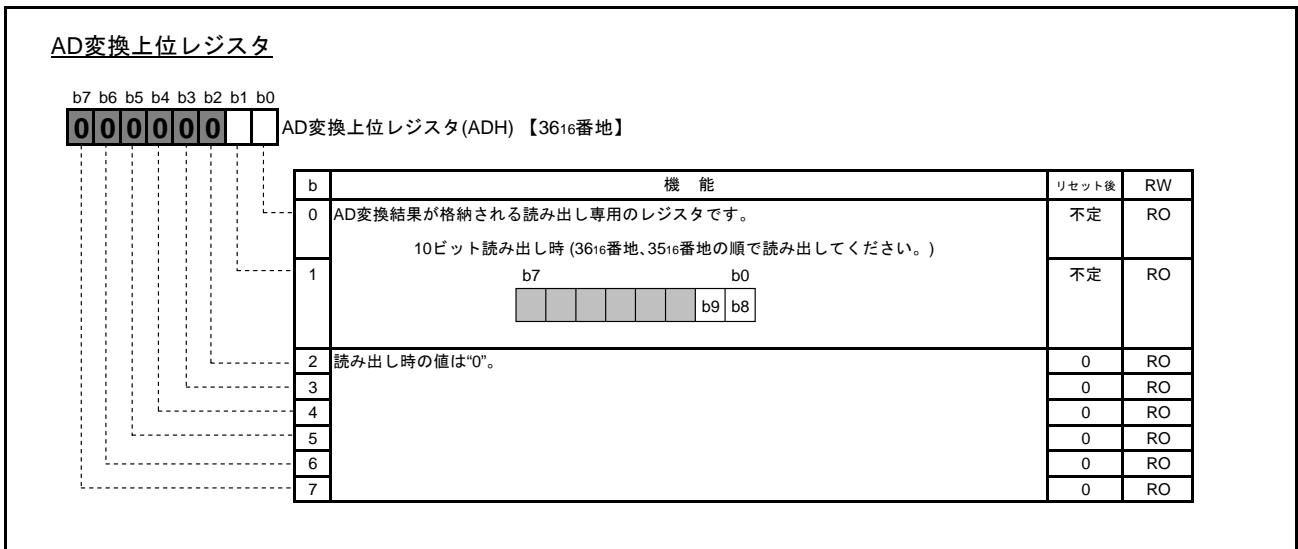 AD変換上位レジスタ
b7 b6 b5 b4 b3 b2 b1 b0
0 0 0 0 0 0 AD変換上位レジスタ(ADH) 【3616番地】
b 機 能 リセット後 RW
0 AD変換結果が格納される読み出し専用のレジスタです。 不定 RO
10ビット読み出し時 (3616番地、3516番地の順で読み出してください。)
1 b7 b0 不定 RO
b9 b8
2 読み出し時の値は“0”。 0 RO
3 0 RO
4 0 RO
5 0 RO
6 0 RO
7 0 RO